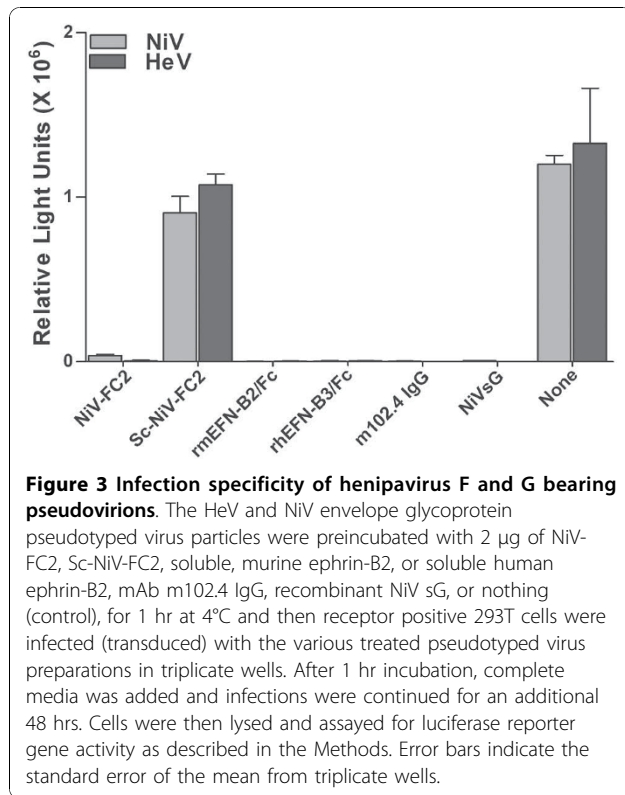 2
NiV
HeV
Relative Light Units (X 10⁶)
1
0
NiV-FC2
Sc-NiV-FC2
rmEFN-B2/Fc
rhEFN-B3/Fc
m102.4 IgG
NiVsG
None
Figure 3 Infection specificity of henipavirus F and G bearing
pseudovirions. The HeV and NiV envelope glycoprotein
pseudotyped virus particles were preincubated with 2 μg of NiV-
FC2, Sc-NiV-FC2, soluble, murine ephrin-B2, or soluble human
ephrin-B2, mAb m102.4 IgG, recombinant NiV sG, or nothing
(control), for 1 hr at 4°C and then receptor positive 293T cells were
infected (transduced) with the various treated pseudotyped virus
preparations in triplicate wells. After 1 hr incubation, complete
media was added and infections were continued for an additional
48 hrs. Cells were then lysed and assayed for luciferase reporter
gene activity as described in the Methods. Error bars indicate the
standard error of the mean from triplicate wells.